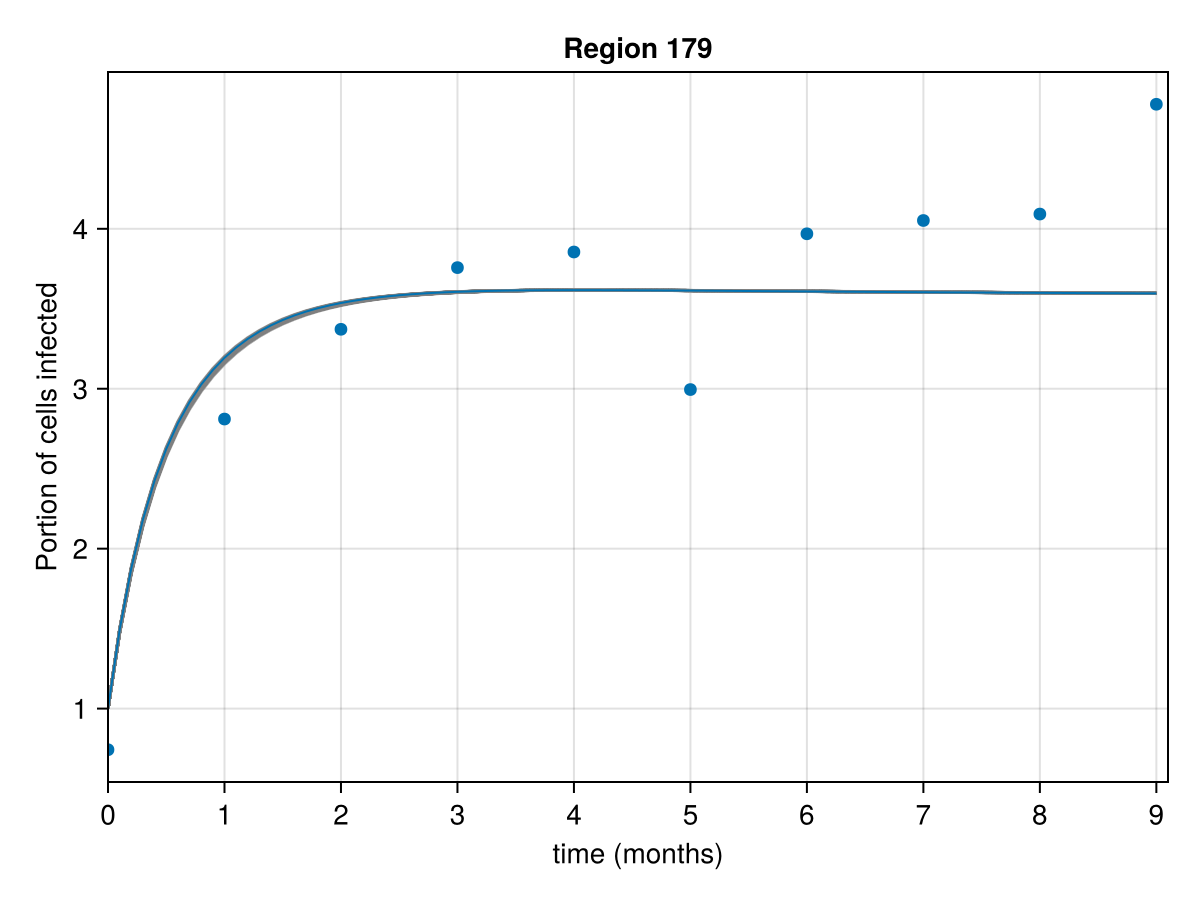 Region 179
Portion of cells infected
4
3
2
1
0 1 2 3 4 5 6 7 8 9
time (months)